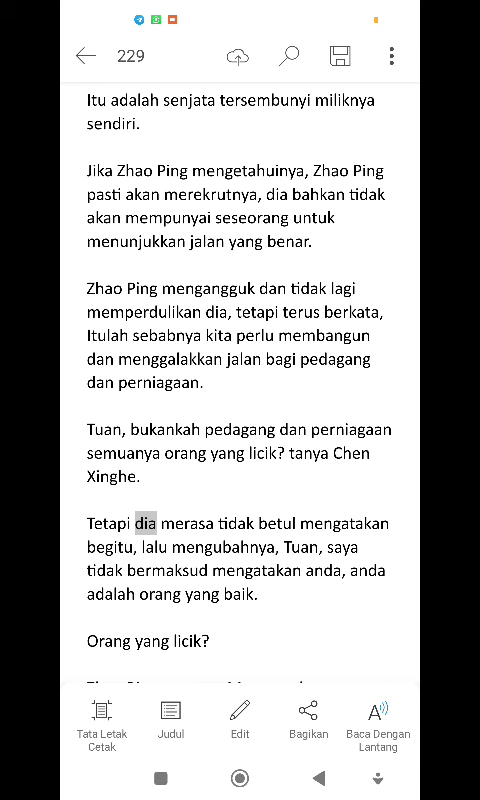 229
Itu adalah senjata tersembunyi miliknya
sendiri.
Jika Zhao Ping mengetahuinya, Zhao Ping
pasti akan merekrutnya, dia bahkan tidak
akan mempunyai seseorang untuk
menunjukkan jalan yang benar.
Zhao Ping mengangguk dan tidak lagi
memperdulikan dia, tetapi terus berkata,
Itulah sebabnya kita perlu membangun
dan menggalakkan jalan bagi pedagang
dan perniagaan.
Tuan, bukankah pedagang dan perniagaan
semuanya orang yang licik? tanya Chen
Xinghe.
Tetapi dia merasa tidak betul mengatakan
begitu, lalu mengubahnya, Tuan, saya
tidak bermaksud mengatakan anda, anda
adalah orang yang baik.
Orang yang licik?
Tata Letak
Cetak
Judul
Edit
Bagikan
Baca Dengan
Lantang